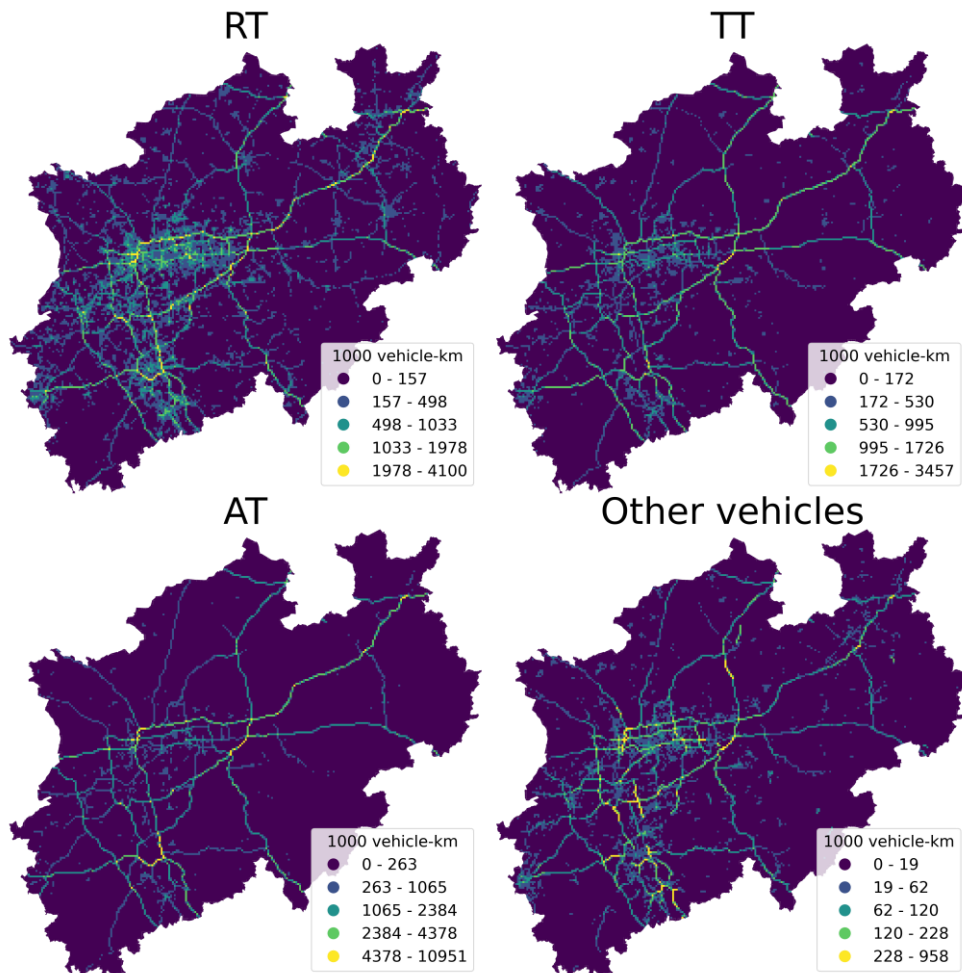 RT
1000 vehicle-km
0 - 157
157 - 498
498 - 1033
1033 - 1978
1978 - 4100
TT
1000 vehicle-km
0 - 172
172 - 530
530 - 995
995 - 1726
1726 - 3457
AT
1000 vehicle-km
0 - 263
263 - 1065
1065 - 2384
2384 - 4378
4378 - 10951
Other vehicles
1000 vehicle-km
0 - 19
19 - 62
62 - 120
120 - 228
228 - 958